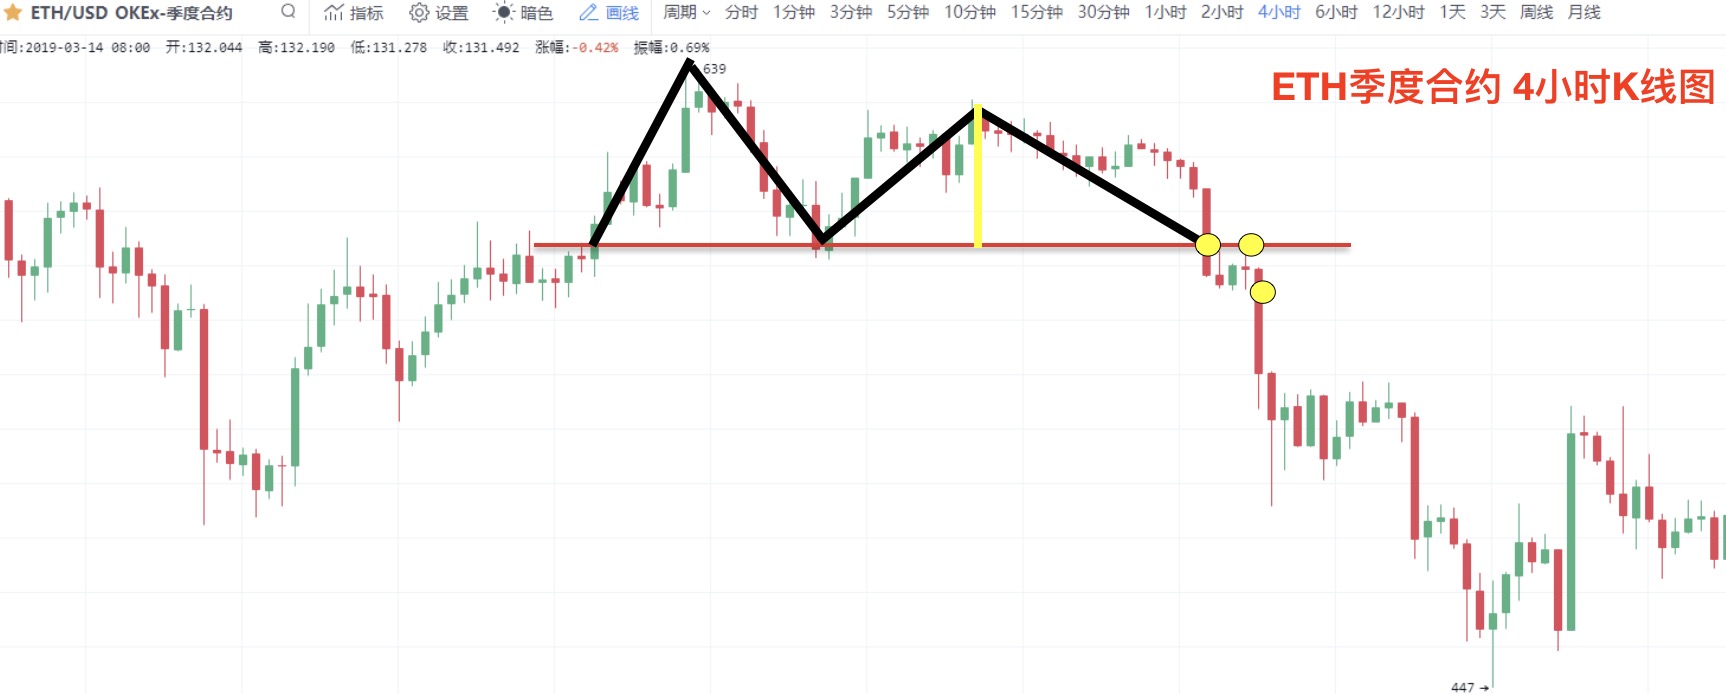 ETH/USD OKEx-季度合约 指标 设置 暗色 画线 周期 分时 1分钟 3分钟 5分钟 10分钟 15分钟 30分钟 1小时 2小时 4小时 6小时 12小时 1天 3天 周线 月线
间:2019-03-14 08:00 开:132.044 高:132.190 低:131.278 收:131.492 涨幅:-0.42% 振幅:0.69%
639
ETH季度合约 4小时K线图
447